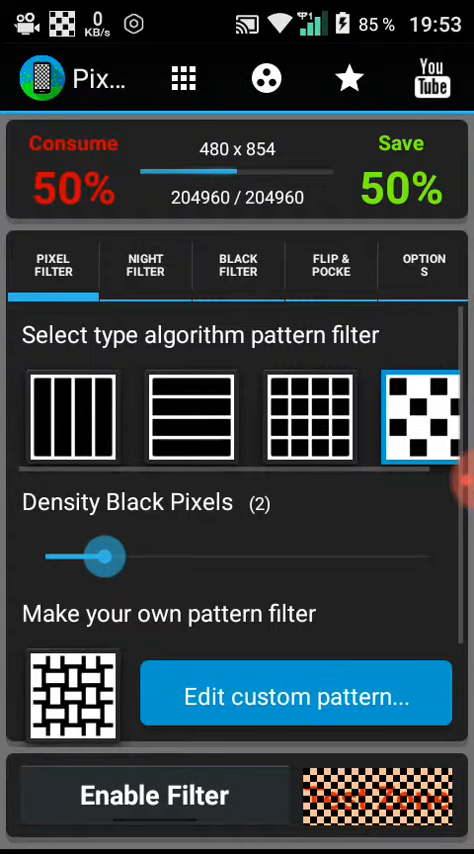 0
KB/s
85 %
19:53
Pix...
You
Tube
Consume
50%
480 x 854
204960 / 204960
Save
50%
PIXEL
FILTER
NIGHT
FILTER
BLACK
FILTER
FLIP &
POCKE
OPTION
S
Select type algorithm pattern filter
Density Black Pixels (2)
Make your own pattern filter
Edit custom pattern...
Enable Filter
Test Zone